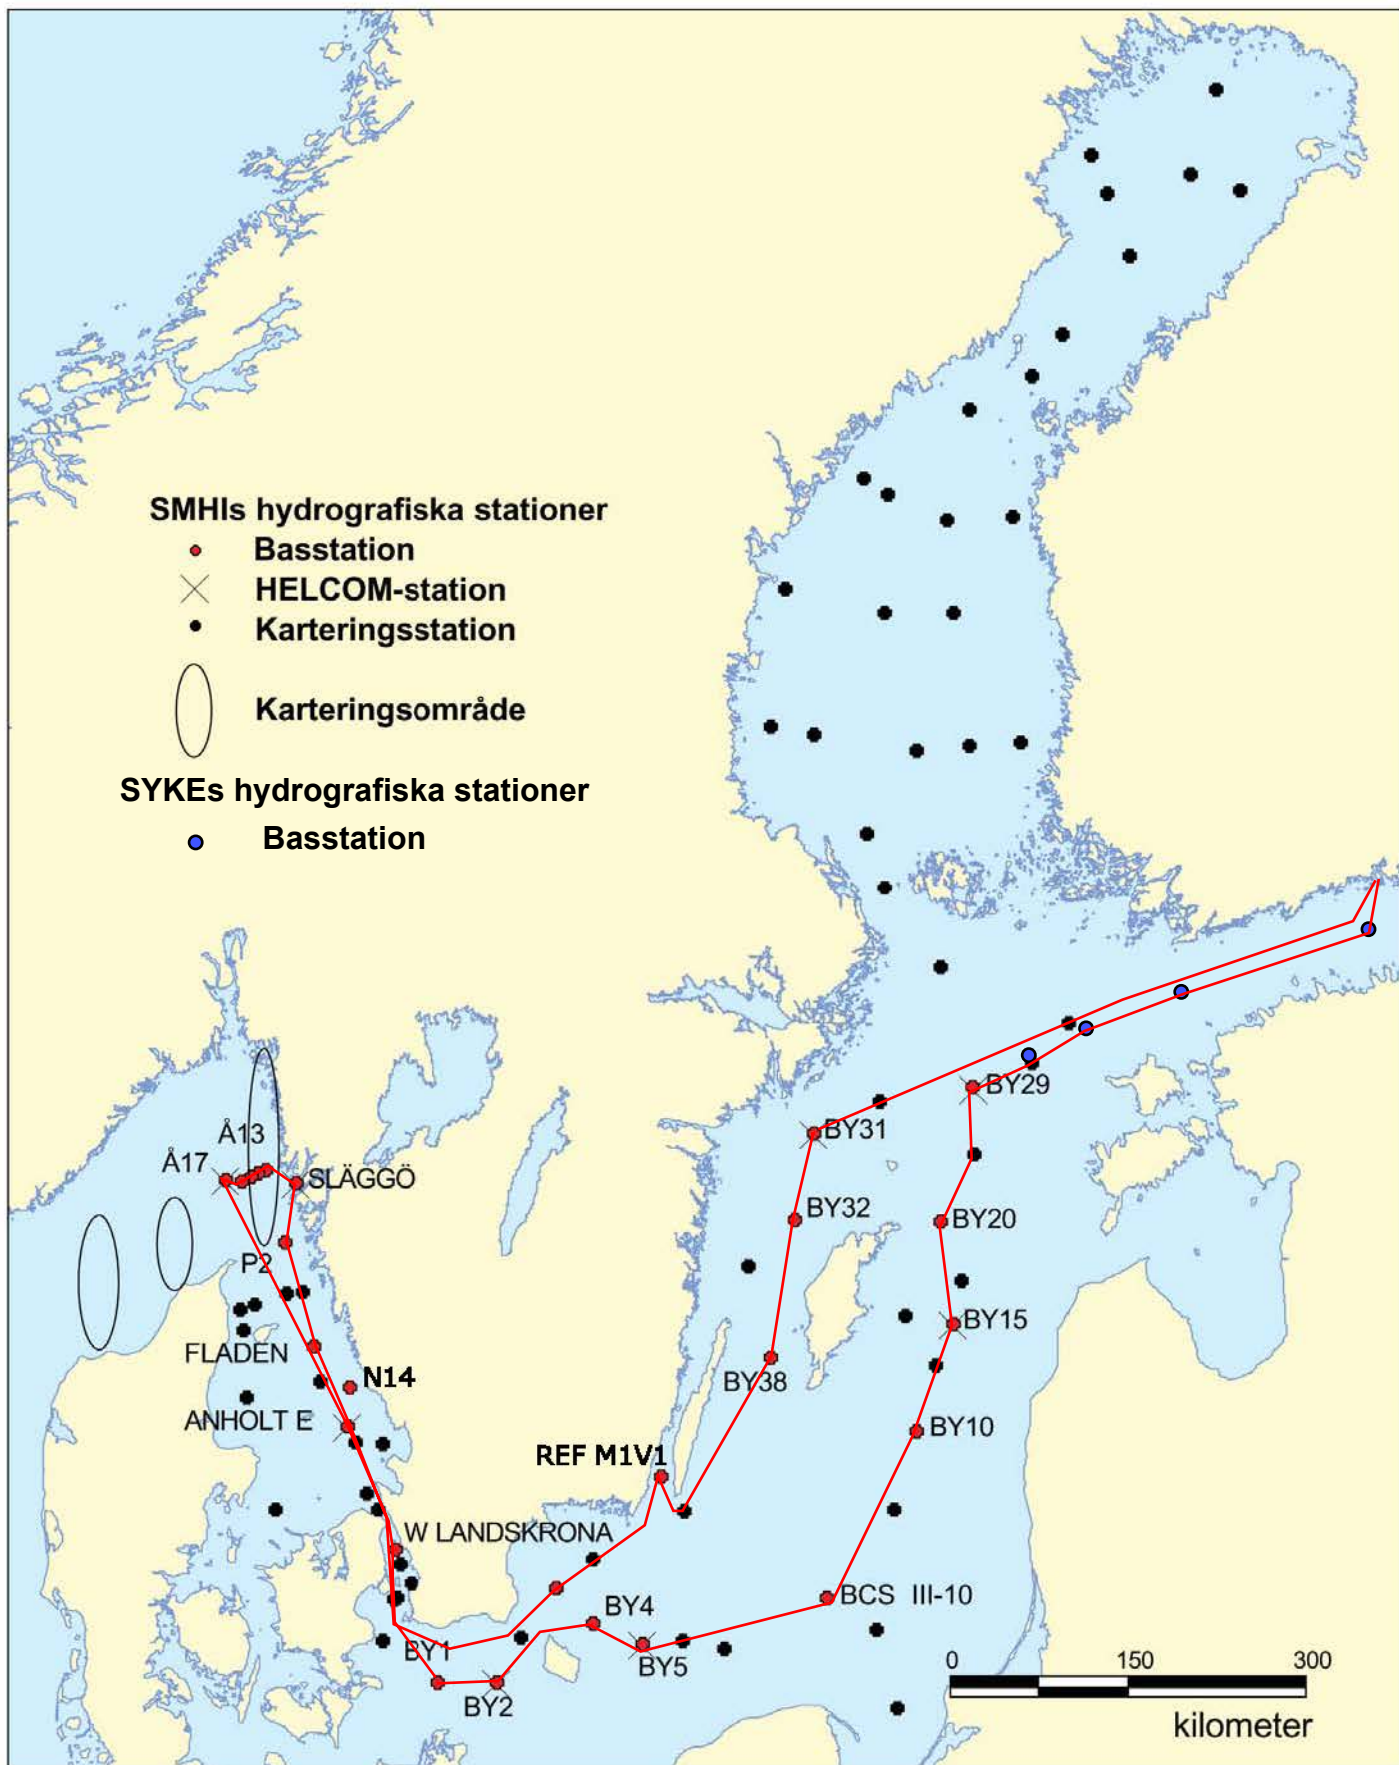 SMHIs hydrografiska stationer
Basstation
HELCOM-station
Karteringsstation
Karteringsområde
SYKEs hydrografiska stationer
Basstation
BY29
Å13
BY31
Å17
SLÄGGÖ
BY32
BY20
P2
BY15
FLADEN
N14
BY38
ANHOLT E
BY10
REF M1V1
W LANDSKRONA
BCS III-10
BY4
BY1
BY5
BY2
0 150 300
kilometer